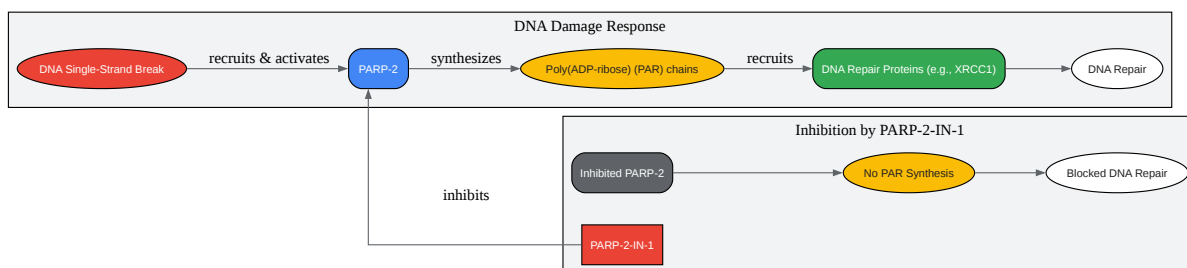 DNA Damage Response
DNA Single-Strand Break
recruits & activates
PARP-2
synthesizes
Poly(ADP-ribose) (PAR) chains
recruits
DNA Repair Proteins (e.g., XRCC1)
DNA Repair
Inhibition by PARP-2-IN-1
Inhibited PARP-2
No PAR Synthesis
Blocked DNA Repair
inhibits
PARP-2-IN-1